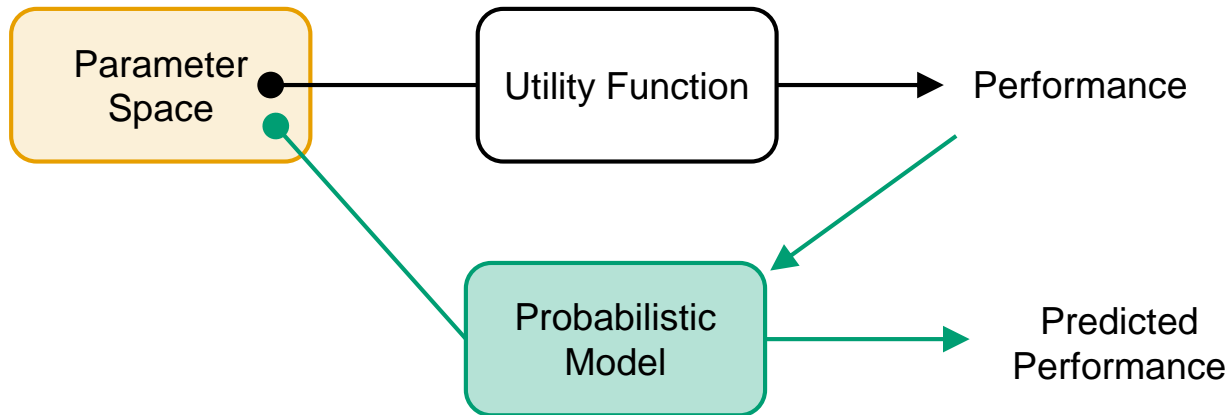 Parameter
Space
Utility Function
Performance
Probabilistic
Model
Predicted
Performance